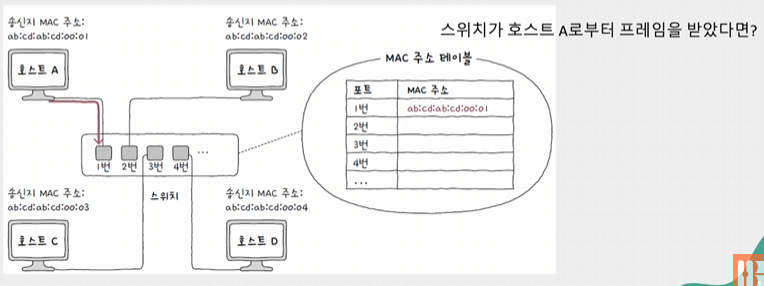 스위치가 호스트 A로부터 프레임을 받았다면?
송신지 MAC 주소:
ab:cd:ab:cd:00:01
호스트 A
송신지 MAC 주소:
ab:cd:ab:cd:00:02
호스트 B
MAC 주소 테이블
포트 MAC 주소
1번 ab:cd:ab:cd:00:01
2번
3번
4번
...
1번 2번 3번 4번 ...
스위치
송신지 MAC 주소:
ab:cd:ab:cd:00:03
호스트 C
송신지 MAC 주소:
ab:cd:ab:cd:00:04
호스트 D